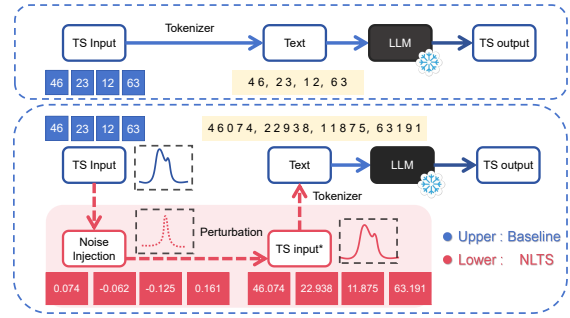 Tokenizer
TS Input
Text
LLM
TS output
46 23 12 63
46, 23, 12, 63
46 23 12 63
46074, 22938, 11875, 63191
TS Input
Text
LLM
TS output
Tokenizer
Noise
Injection
Perturbation
TS input*
Upper : Baseline
Lower : NLTS
0.074 -0.062 -0.125 0.161
46.074 22.938 11.875 63.191